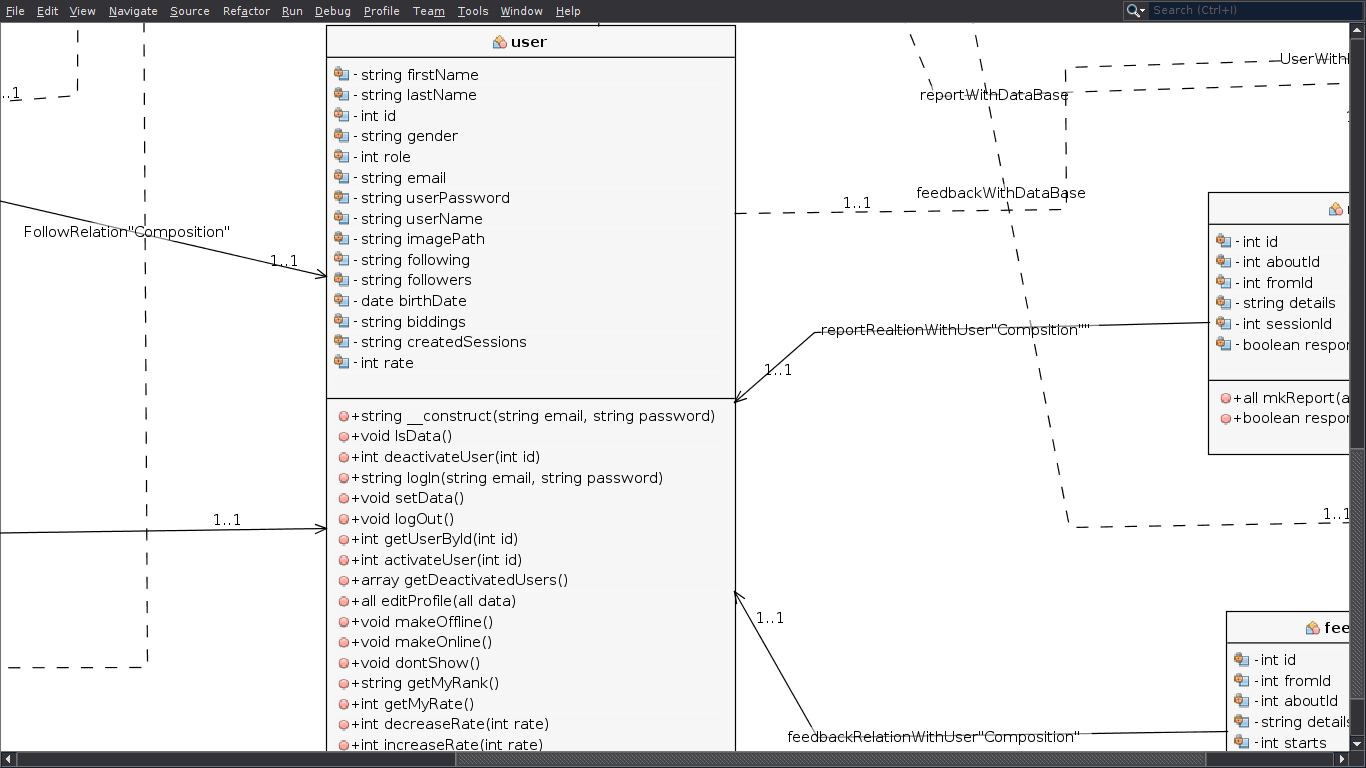 File Edit View Navigate Source Refactor Run Debug Profile Team Tools Window Help
Search (Ctrl+I)
user
- string firstName
- string lastName
- int id
- string gender
- int role
- string email
- string userPassword
- string userName
- string imagePath
- string following
- string followers
- date birthDate
- string biddings
- string createdSessions
- int rate
+string __construct(string email, string password)
+void IsData()
+int deactivateUser(int id)
+string logIn(string email, string password)
+void setData()
+void logOut()
+int getUserById(int id)
+int activateUser(int id)
+array getDeactivatedUsers()
+all editProfile(all data)
+void makeOffline()
+void makeOnline()
+void dontShow()
+string getMyRank()
+int getMyRate()
+int decreaseRate(int rate)
+int increaseRate(int rate)
..1
FollowRelation"Composition"
1..1
1..1
UserWith
reportWithDataBase
feedbackWithDataBase
1..1
reportRealtionWithUser"Compsition""
1..1
- int id
- int aboutId
- int fromId
- string details
- int sessionId
- boolean respor
+all mkReport(a
+boolean respor
1..1
1..1
feedbackRelationWithUser"Composition"
fee
- int id
- int fromId
- int aboutId
- string details
- int starts